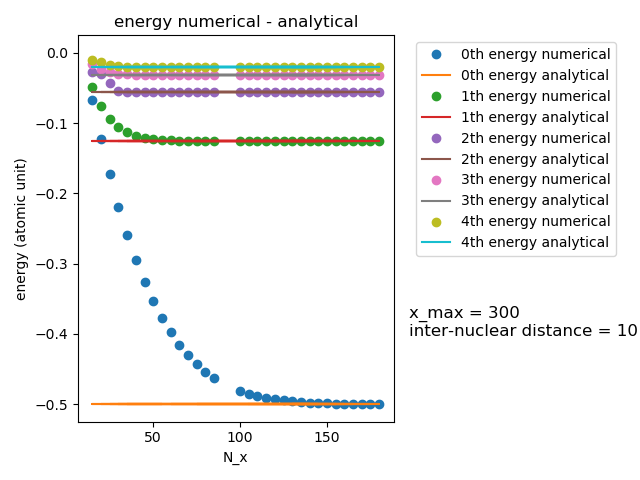 energy numerical - analytical
0.0
−0.1
−0.2
−0.3
−0.4
−0.5
energy (atomic unit)
50
100
150
N_x
0th energy numerical
0th energy analytical
1th energy numerical
1th energy analytical
2th energy numerical
2th energy analytical
3th energy numerical
3th energy analytical
4th energy numerical
4th energy analytical
x_max = 300
inter-nuclear distance = 10